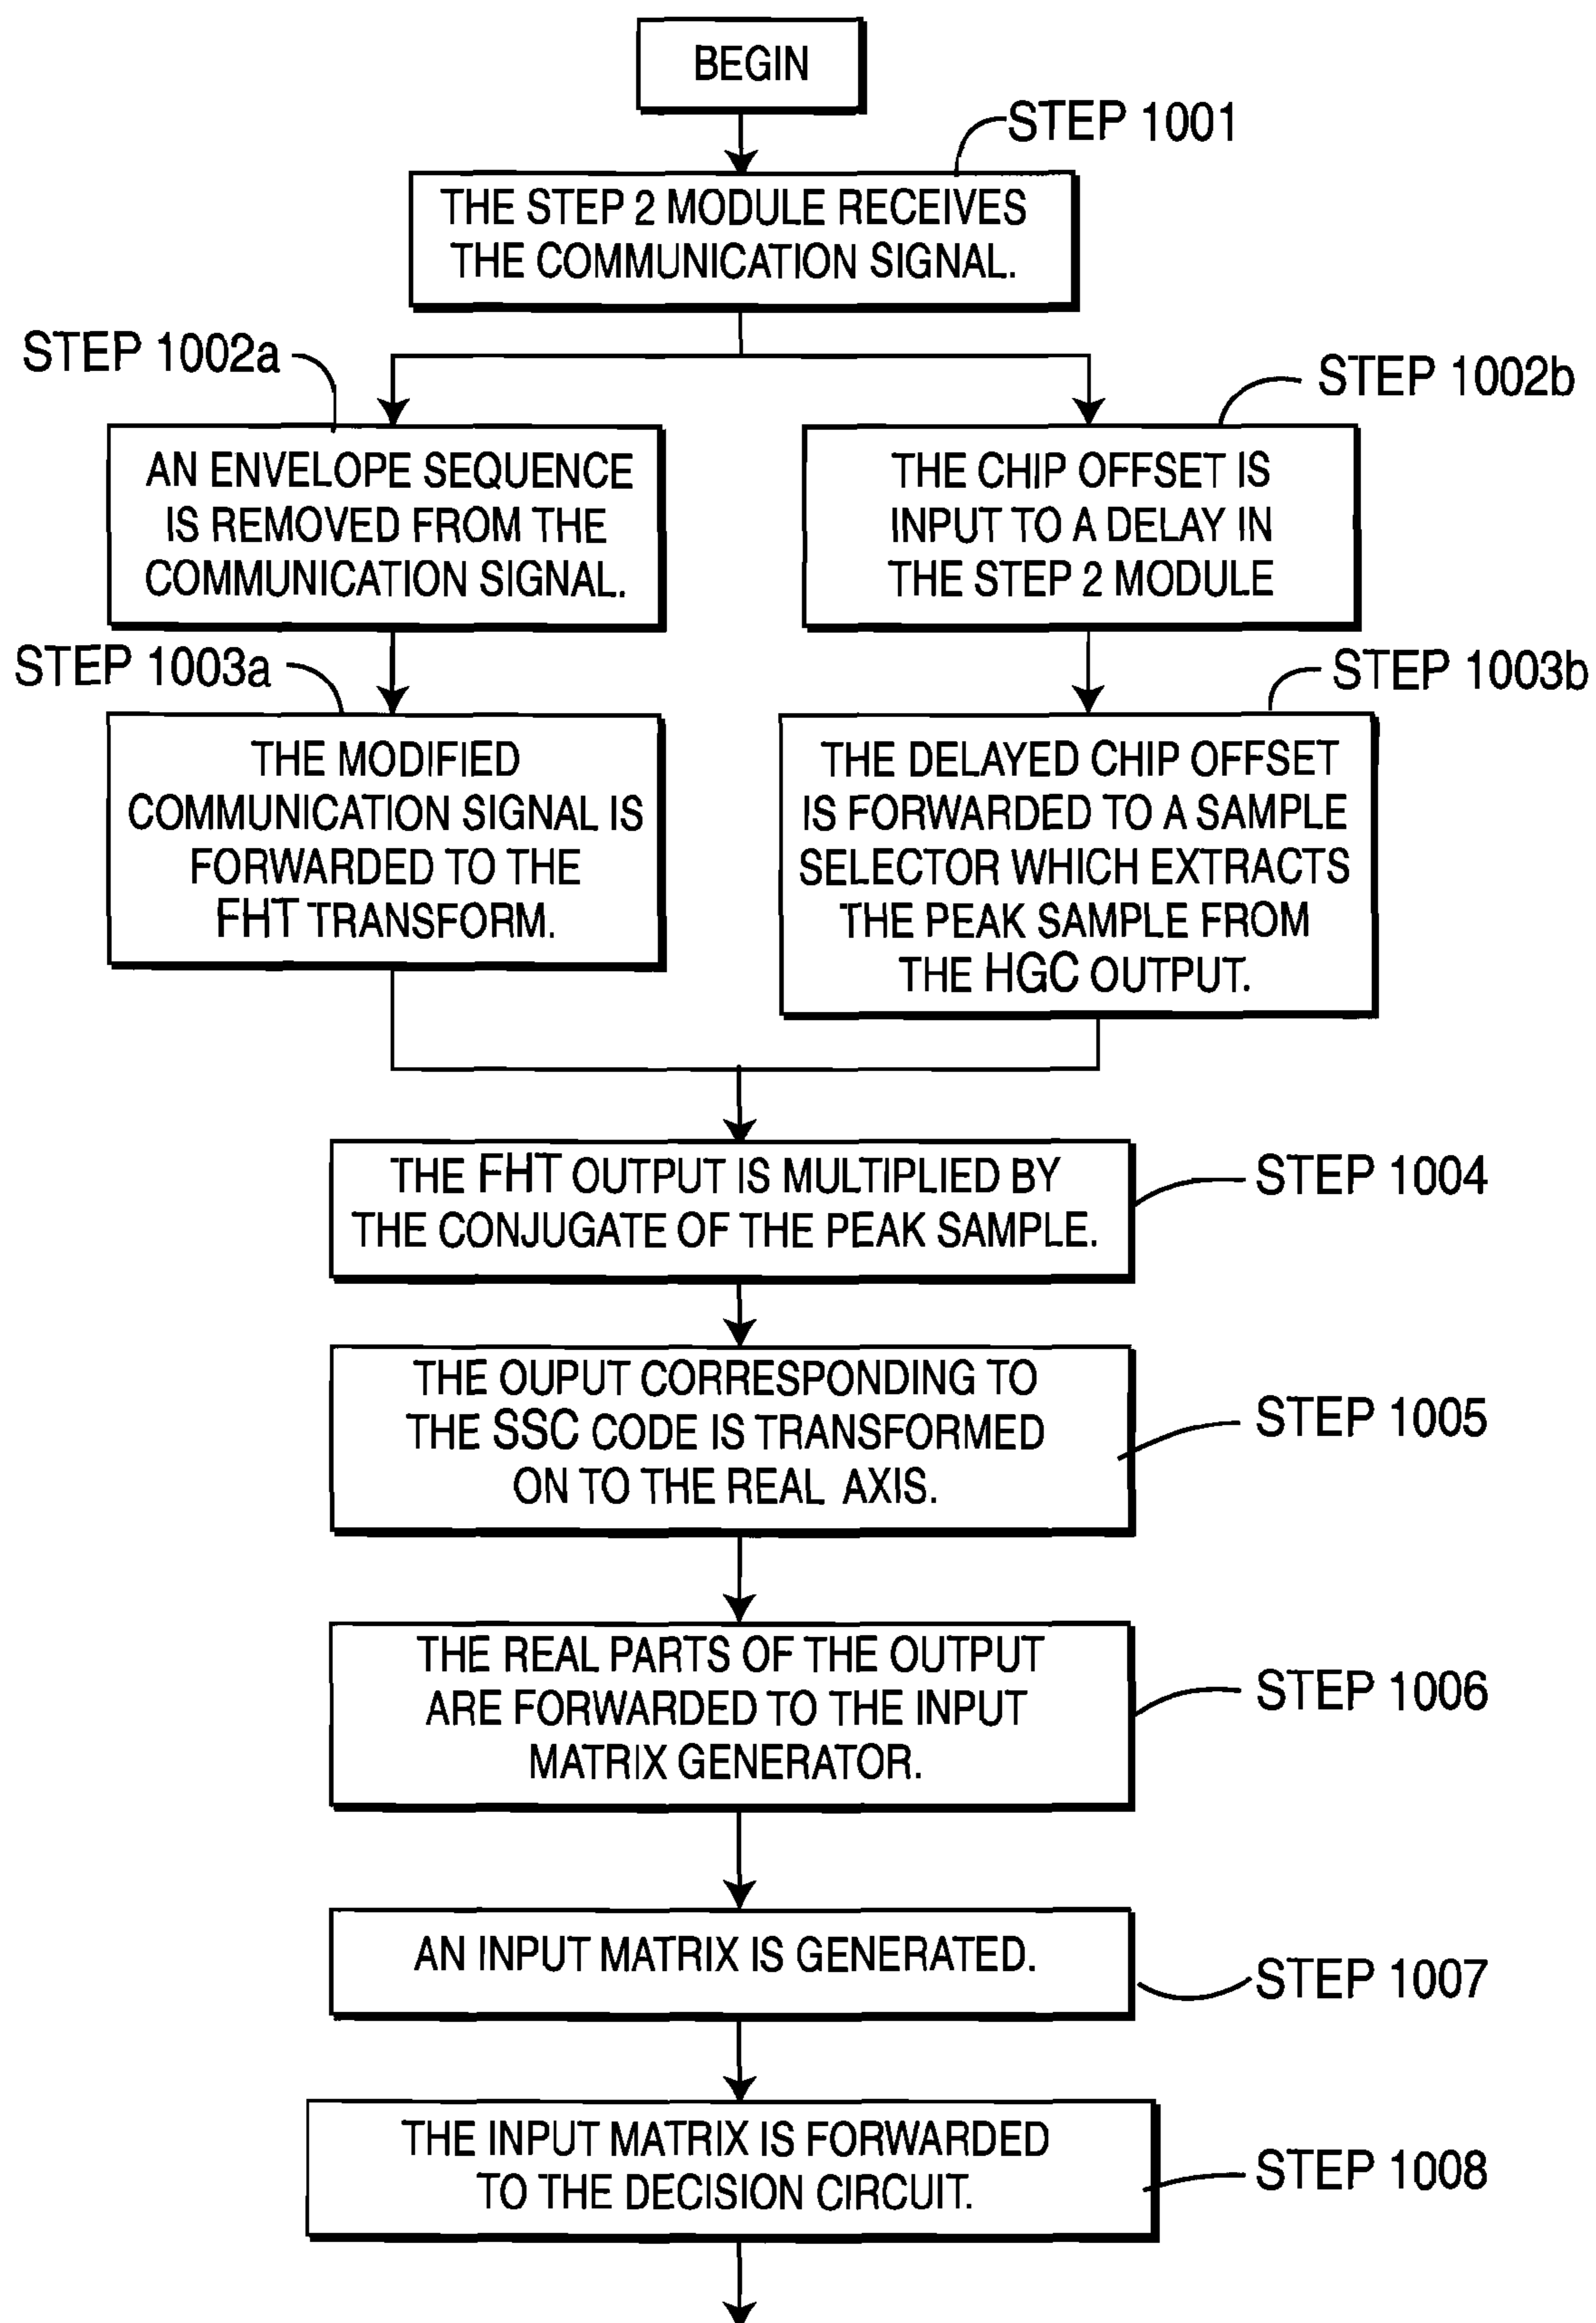 BEGIN
STEP 1001
THE STEP 2 MODULE RECEIVES
THE COMMUNICATION SIGNAL.
STEP 1002a
AN ENVELOPE SEQUENCE
IS REMOVED FROM THE
COMMUNICATION SIGNAL.
STEP 1002b
THE CHIP OFFSET IS
INPUT TO A DELAY IN
THE STEP 2 MODULE
STEP 1003a
THE MODIFIED
COMMUNICATION SIGNAL IS
FORWARDED TO THE
FHT TRANSFORM.
STEP 1003b
THE DELAYED CHIP OFFSET
IS FORWARDED TO A SAMPLE
SELECTOR WHICH EXTRACTS
THE PEAK SAMPLE FROM
THE HGC OUTPUT.
THE FHT OUTPUT IS MULTIPLIED BY
THE CONJUGATE OF THE PEAK SAMPLE.
STEP 1004
THE OUPUT CORRESPONDING TO
THE SSC CODE IS TRANSFORMED
ON TO THE REAL AXIS.
STEP 1005
THE REAL PARTS OF THE OUTPUT
ARE FORWARDED TO THE INPUT
MATRIX GENERATOR.
STEP 1006
AN INPUT MATRIX IS GENERATED.
STEP 1007
THE INPUT MATRIX IS FORWARDED
TO THE DECISION CIRCUIT.
STEP 1008